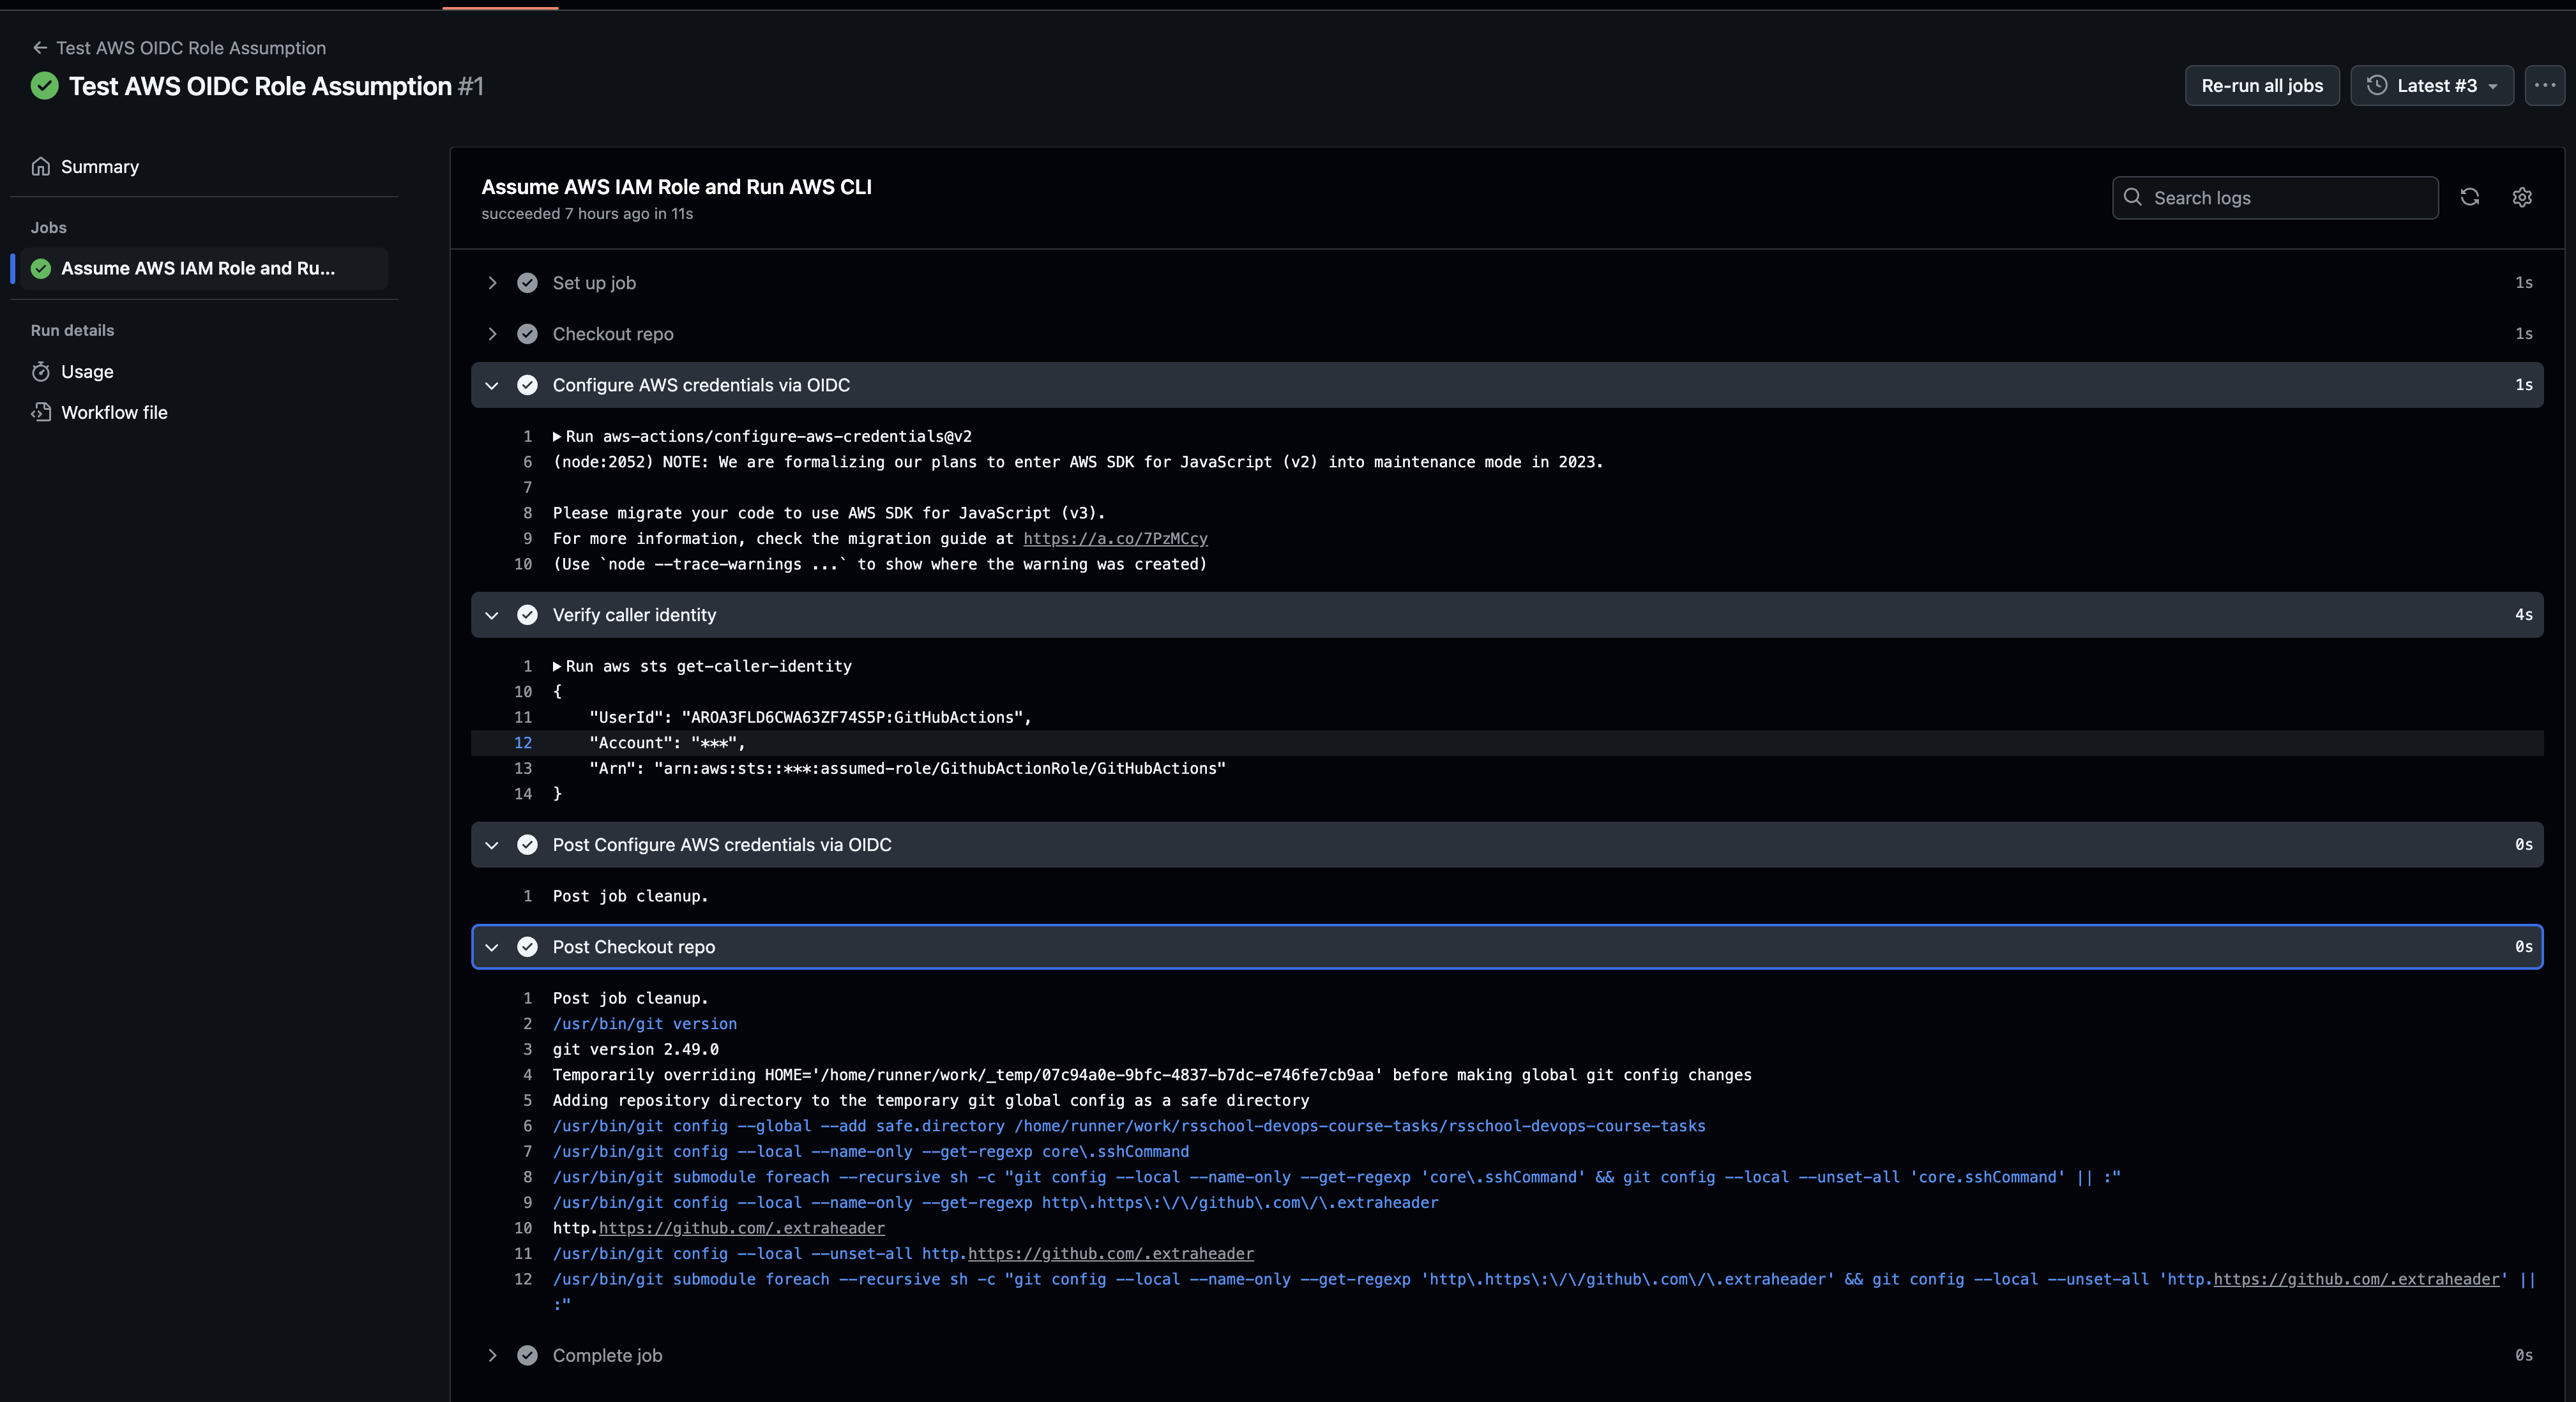 Test AWS OIDC Role Assumption
Test AWS OIDC Role Assumption #1
Re-run all jobs
Latest #3
Summary
Jobs
Assume AWS IAM Role and Ru...
Run details
Usage
Workflow file
Assume AWS IAM Role and Run AWS CLI
succeeded 7 hours ago in 11s
Search logs
Set up job 1s
Checkout repo 1s
Configure AWS credentials via OIDC 1s
1 Run aws-actions/configure-aws-credentials@v2
6 (node:2052) NOTE: We are formalizing our plans to enter AWS SDK for JavaScript (v2) into maintenance mode in 2023.
7
8 Please migrate your code to use AWS SDK for JavaScript (v3).
9 For more information, check the migration guide at https://a.co/7PzMCcy
10 (Use `node --trace-warnings ...` to show where the warning was created)
Verify caller identity 4s
1 Run aws sts get-caller-identity
10 {
11 "UserId": "AROA3FLD6CWA63ZF74S5P:GitHubActions",
12 "Account": "***",
13 "Arn": "arn:aws:sts::***:assumed-role/GithubActionRole/GitHubActions"
14 }
Post Configure AWS credentials via OIDC 0s
1 Post job cleanup.
Post Checkout repo 0s
1 Post job cleanup.
2 /usr/bin/git version
3 git version 2.49.0
4 Temporarily overriding HOME='/home/runner/work/_temp/07c94a0e-9bfc-4837-b7dc-e746fe7cb9aa' before making global git config changes
5 Adding repository directory to the temporary git global config as a safe directory
6 /usr/bin/git config --global --add safe.directory /home/runner/work/rsschool-devops-course-tasks/rsschool-devops-course-tasks
7 /usr/bin/git config --local --name-only --get-regexp core\.sshCommand
8 /usr/bin/git submodule foreach --recursive sh -c "git config --local --name-only --get-regexp 'core\.sshCommand' && git config --local --unset-all 'core.sshCommand' || :"
9 /usr/bin/git config --local --name-only --get-regexp http\.https\:\/\/github\.com\/\.extraheader
10 http.https://github.com/.extraheader
11 /usr/bin/git config --local --unset-all http.https://github.com/.extraheader
12 /usr/bin/git submodule foreach --recursive sh -c "git config --local --name-only --get-regexp 'http\.https\:\/\/github\.com\/\.extraheader' && git config --local --unset-all 'http.https://github.com/.extraheader' ||
:"
Complete job 0s